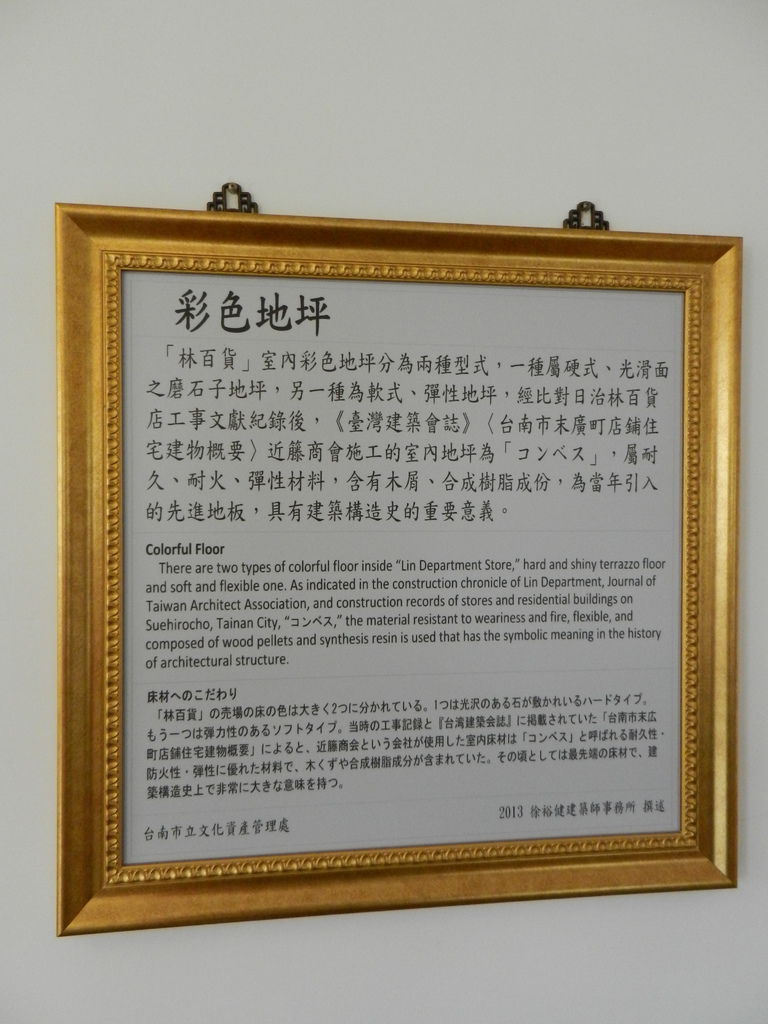 彩色地坪
「林百貨」室內彩色地坪分為兩種型式，一種屬硬式、光滑面
之磨石子地坪，另一種為軟式、彈性地坪，經比對日治林百貨
店工事文獻紀錄後，《臺灣建築會誌》〈台南市末廣町店鋪住
宅建物概要〉近藤商會施工的室內地坪為「コンベス」，屬耐
久、耐火、彈性材料，含有木屑、合成樹脂成份，為當年引入
的先進地板，具有建築構造史的重要意義。
Colorful Floor
There are two types of colorful floor inside “Lin Department Store,” hard and shiny terrazzo floor
and soft and flexible one. As indicated in the construction chronicle of Lin Department, Journal of
Taiwan Architect Association, and construction records of stores and residential buildings on
Suehirocho, Tainan City, “コンベス,” the material resistant to weariness and fire, flexible, and
composed of wood pellets and synthesis resin is used that has the symbolic meaning in the history
of architectural structure.
床材へのこだわり
「林百貨」の売場の床の色は大きく2つに分かれている。1つは光沢のある石が敷かれいるハードタイプ。
もう一つは弾力性のあるソフトタイプ。当時の工事記録と『台湾建築会誌』に掲載されていた「台南市末広
町店鋪住宅建物概要」によると、近藤商会という会社が使用した室内床材は「コンベス」と呼ばれる耐久性・
防火性・弾性に優れた材料で、木くずや合成樹脂成分が含まれていた。その頃としては最先端の床材で、建
築構造史上で非常に大きな意味を持つ。
2013 徐裕健建築師事務所 撰述
台南市立文化資產管理處